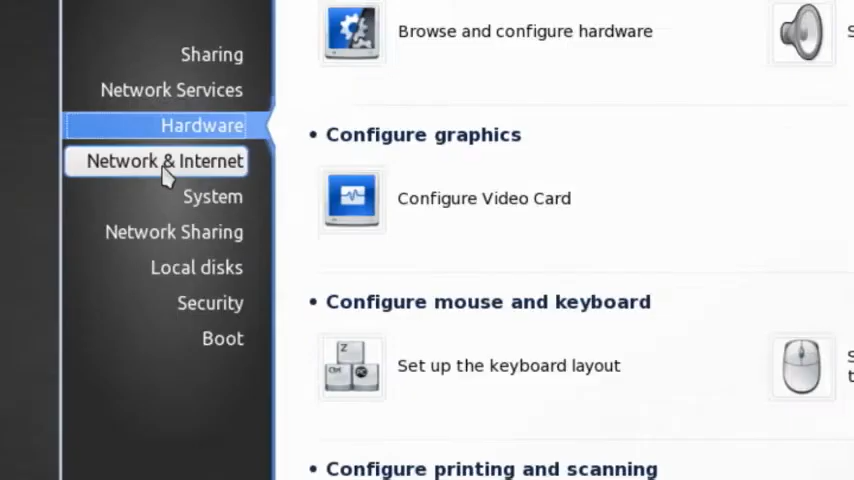 Sharing
Network Services
Hardware
Network & Internet
System
Network Sharing
Local disks
Security
Boot
Browse and configure hardware
• Configure graphics
Configure Video Card
• Configure mouse and keyboard
Z
Ctrl
Set up the keyboard layout
• Configure printing and scanning